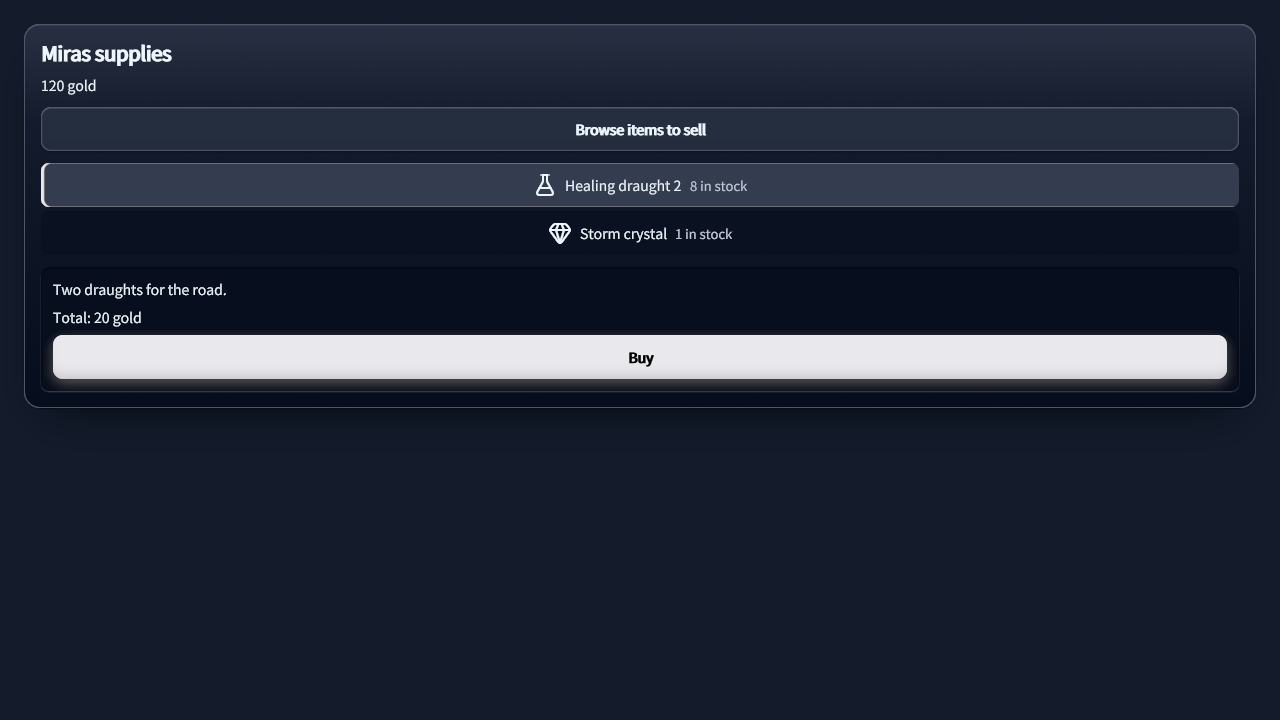 Miras supplies
120 gold
Browse items to sell
Healing draught 2 8 in stock
Storm crystal 1 in stock
Two draughts for the road.
Total: 20 gold
Buy